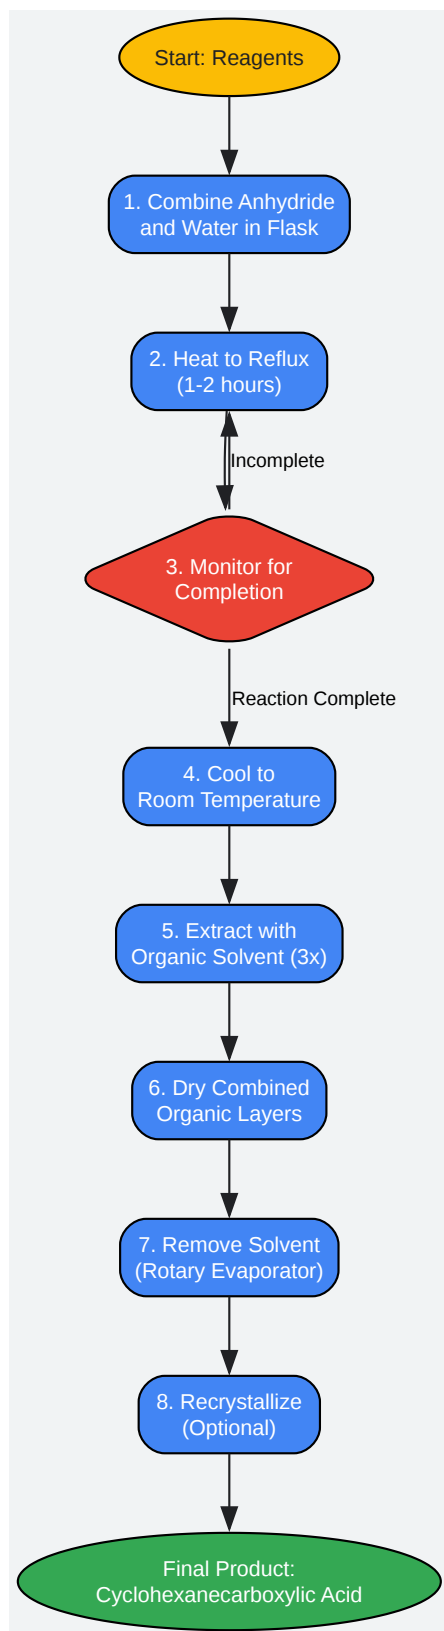 Start: Reagents
1. Combine Anhydride
and Water in Flask
2. Heat to Reflux
(1-2 hours)
Incomplete
3. Monitor for
Completion
Reaction Complete
4. Cool to
Room Temperature
5. Extract with
Organic Solvent (3x)
6. Dry Combined
Organic Layers
7. Remove Solvent
(Rotary Evaporator)
8. Recrystallize
(Optional)
Final Product:
Cyclohexanecarboxylic Acid